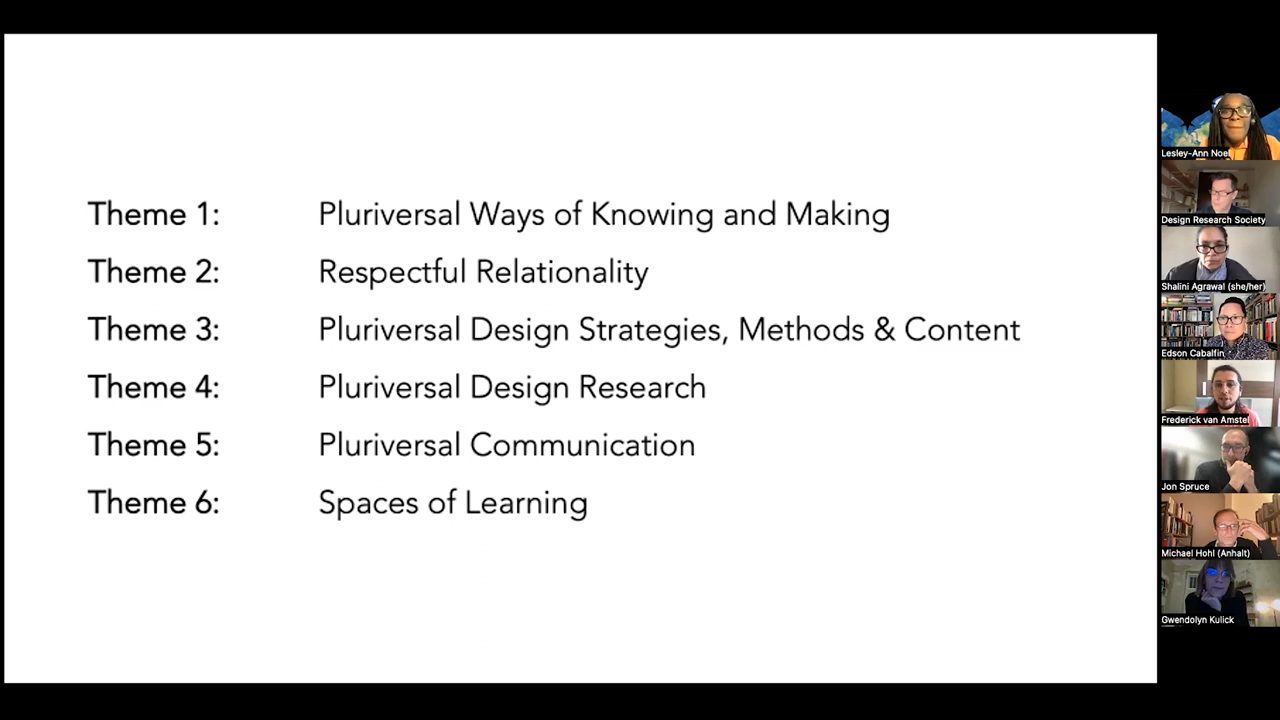 Theme 1: Pluriversal Ways of Knowing and Making
Theme 2: Respectful Relationality
Theme 3: Pluriversal Design Strategies, Methods & Content
Theme 4: Pluriversal Design Research
Theme 5: Pluriversal Communication
Theme 6: Spaces of Learning
Lesley-Ann Noel
Design Research Society
Shalini Agrawal (she/her)
Edson Cabalfin
Frederick van Amstel
Jon Spruce
Michael Hohl (Anhalt)
Gwendolyn Kulick